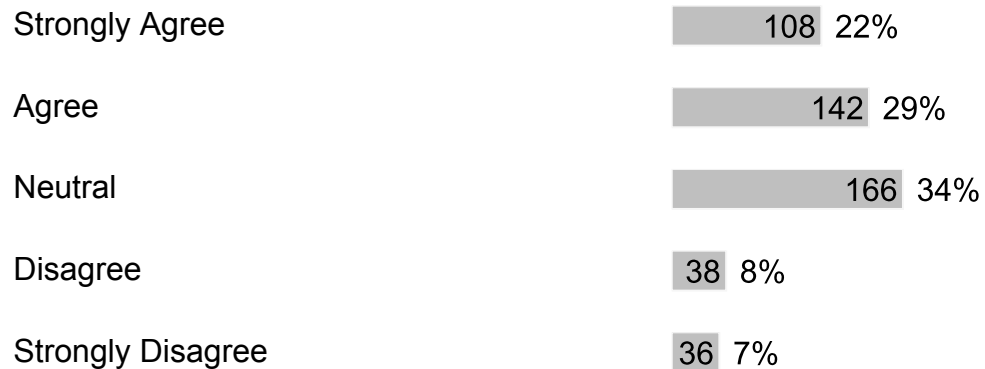 Strongly Agree 108 22%
Agree 142 29%
Neutral 166 34%
Disagree 38 8%
Strongly Disagree 36 7%